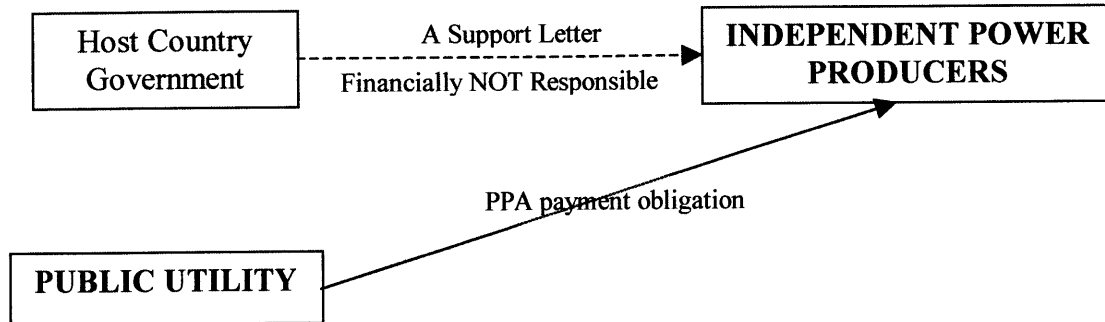 Host Country
Government
A Support Letter
Financially NOT Responsible
INDEPENDENT POWER
PRODUCERS
PPA payment obligation
PUBLIC UTILITY